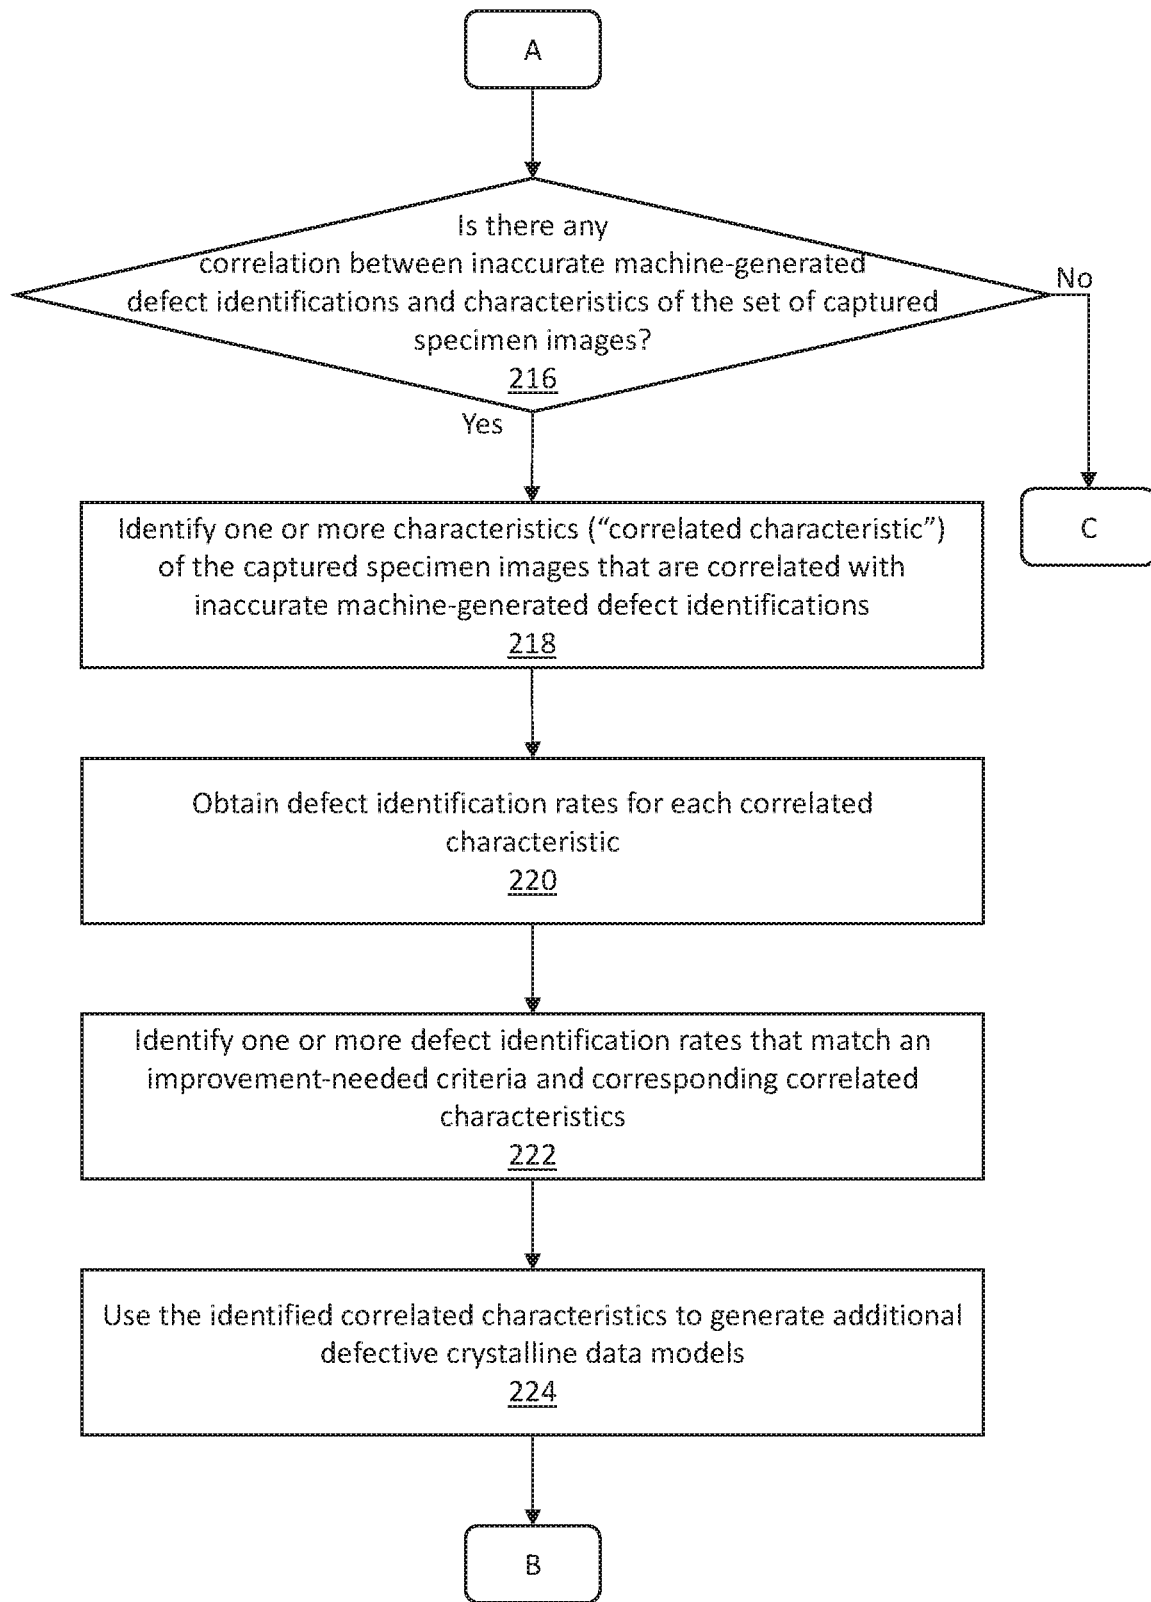 A
Is there any
correlation between inaccurate machine-generated
defect identifications and characteristics of the set of captured
specimen images?
216
No
Yes
C
Identify one or more characteristics (“correlated characteristic”)
of the captured specimen images that are correlated with
inaccurate machine-generated defect identifications
218
Obtain defect identification rates for each correlated
characteristic
220
Identify one or more defect identification rates that match an
improvement-needed criteria and corresponding correlated
characteristics
222
Use the identified correlated characteristics to generate additional
defective crystalline data models
224
B